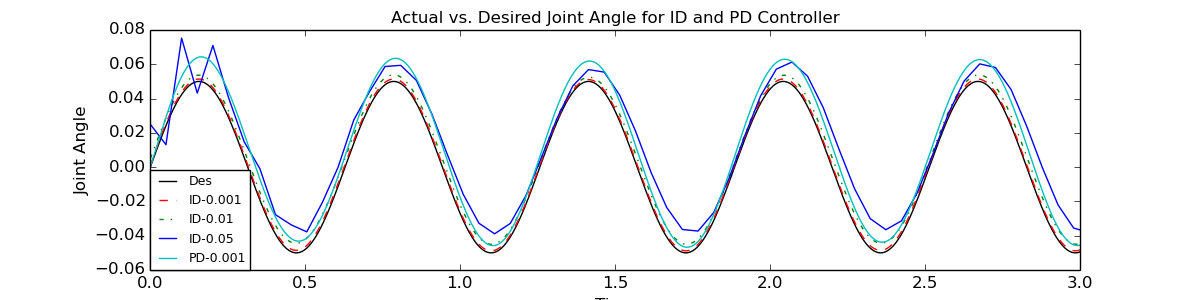 Actual vs. Desired Joint Angle for ID and PD Controller
0.08
0.06
0.04
0.02
0.00
−0.02
−0.04
−0.06
Joint Angle
Des
ID-0.001
ID-0.01
ID-0.05
PD-0.001
0.0 0.5 1.0 1.5 2.0 2.5 3.0